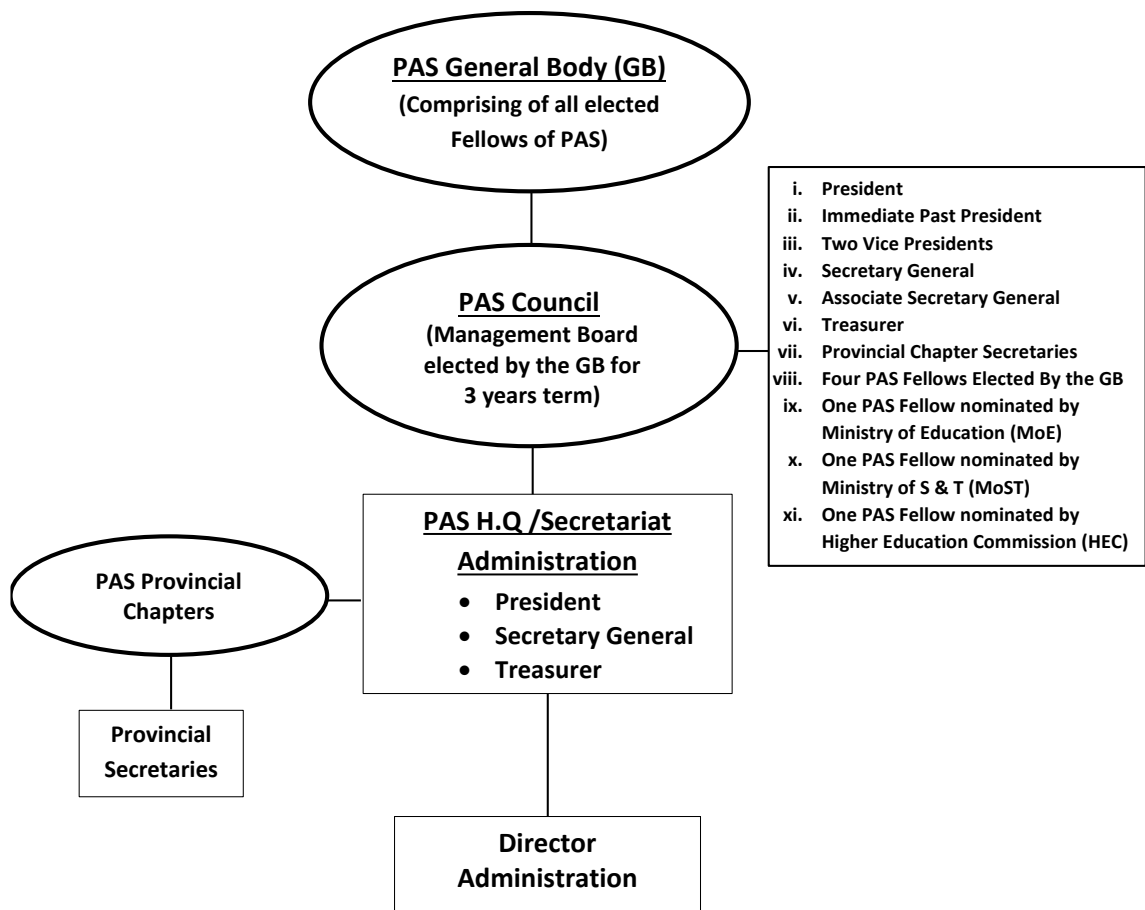 PAS General Body (GB)
(Comprising of all elected
Fellows of PAS)
i. President
ii. Immediate Past President
iii. Two Vice Presidents
iv. Secretary General
v. Associate Secretary General
vi. Treasurer
vii. Provincial Chapter Secretaries
viii. Four PAS Fellows Elected By the GB
ix. One PAS Fellow nominated by
Ministry of Education (MoE)
x. One PAS Fellow nominated by
Ministry of S & T (MoST)
xi. One PAS Fellow nominated by
Higher Education Commission (HEC)
PAS Council
(Management Board
elected by the GB for
3 years term)
PAS H.Q /Secretariat
Administration
• President
• Secretary General
• Treasurer
PAS Provincial
Chapters
Provincial
Secretaries
Director
Administration